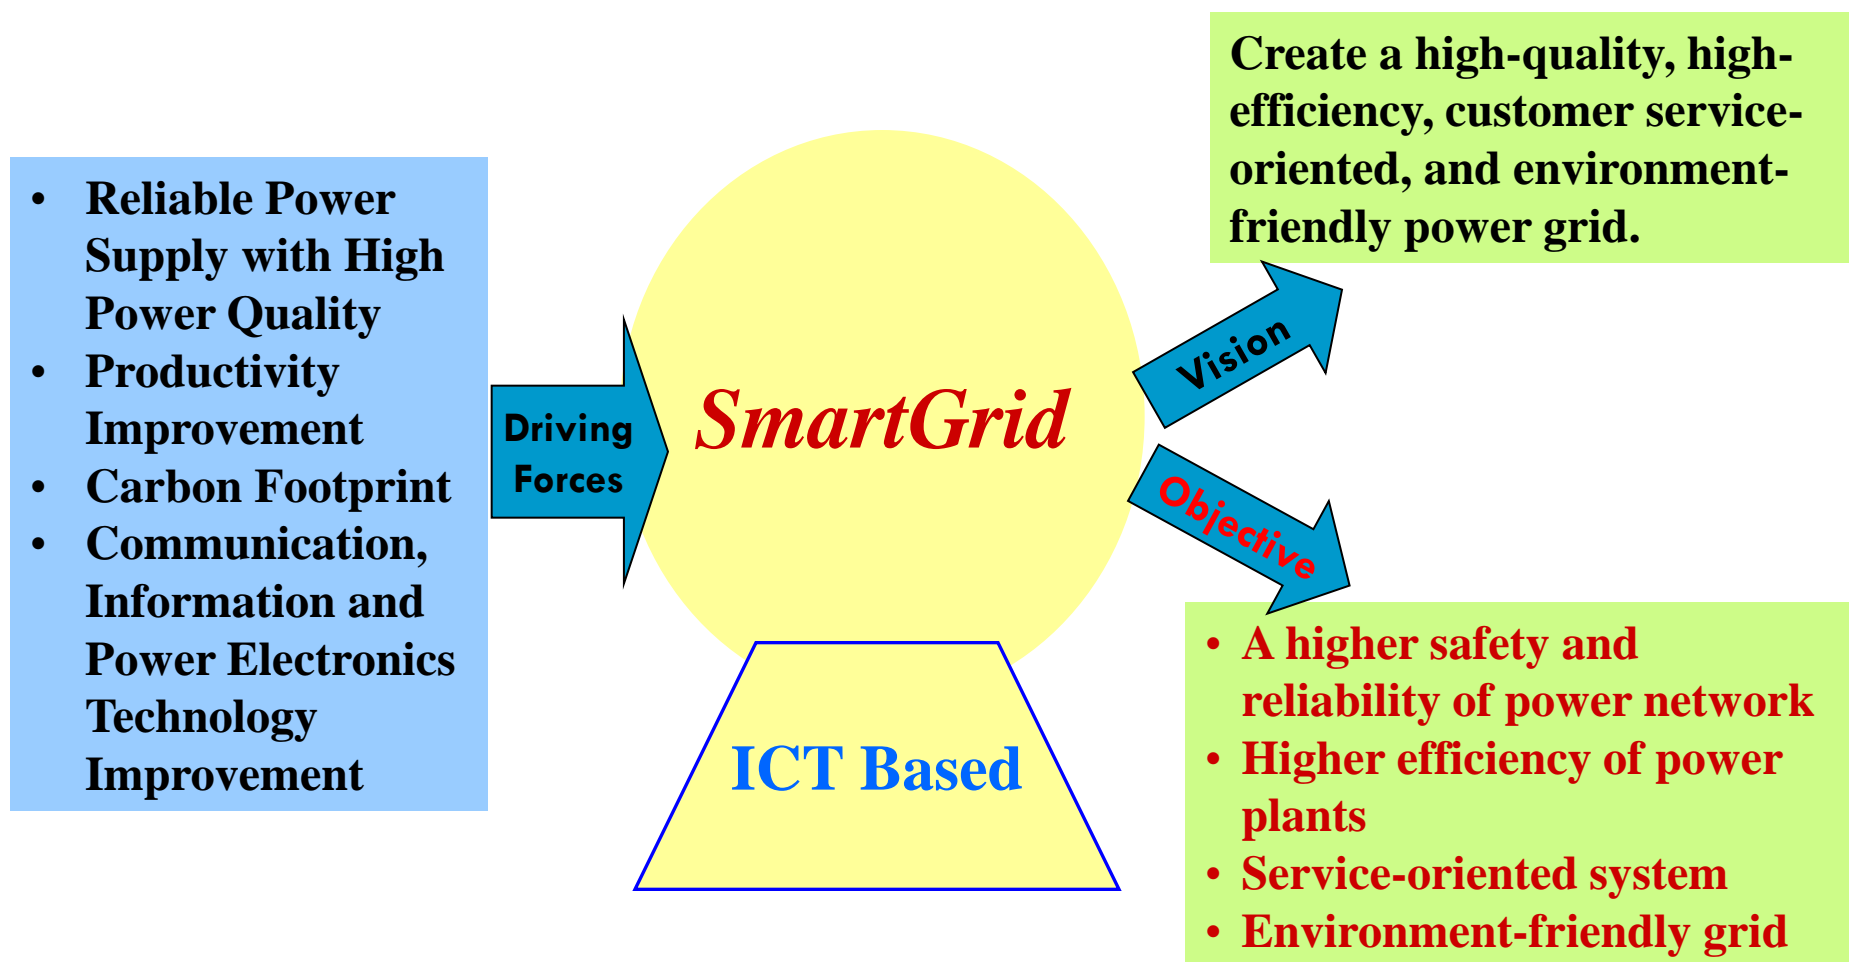 • Reliable Power
Supply with High
Power Quality
• Productivity
Improvement
• Carbon Footprint
• Communication,
Information and
Power Electronics
Technology
Improvement
Driving
Forces
SmartGrid
ICT Based
Vision
Create a high-quality, high-
efficiency, customer service-
oriented, and environment-
friendly power grid.
Objective
• A higher safety and
reliability of power network
• Higher efficiency of power
plants
• Service-oriented system
• Environment-friendly grid